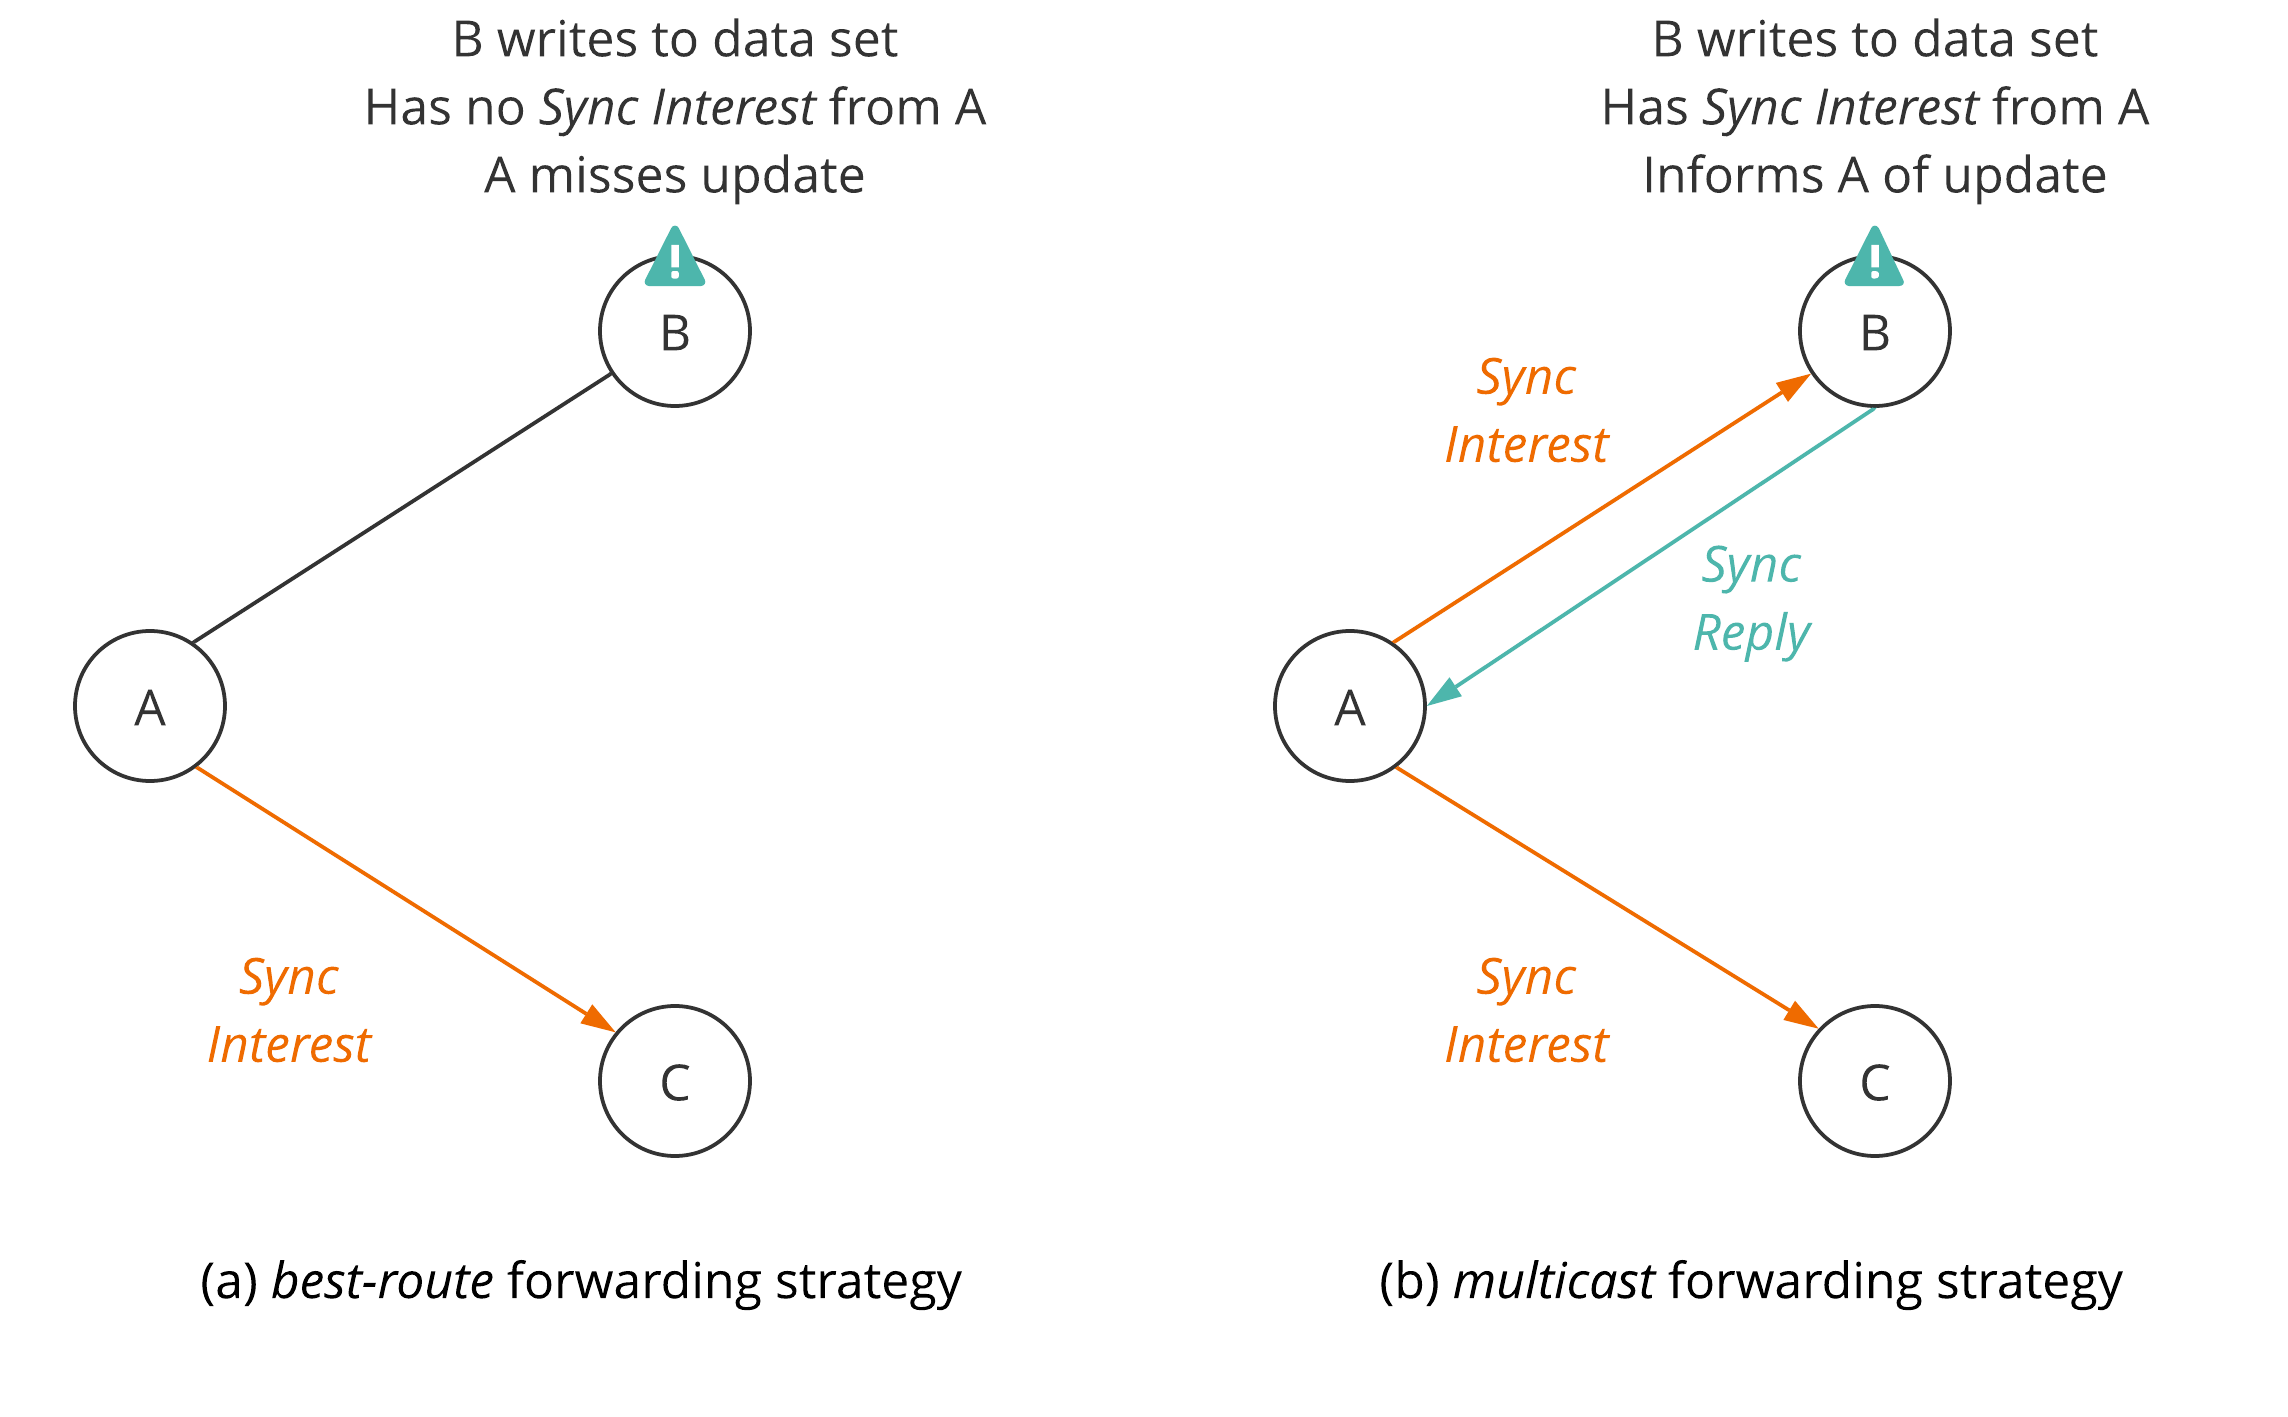 B writes to data set
Has no Sync Interest from A
A misses update
!
B
A
Sync
Interest
C
(a) best-route forwarding strategy
B writes to data set
Has Sync Interest from A
Informs A of update
!
B
Sync
Interest
Sync
Reply
A
Sync
Interest
C
(b) multicast forwarding strategy